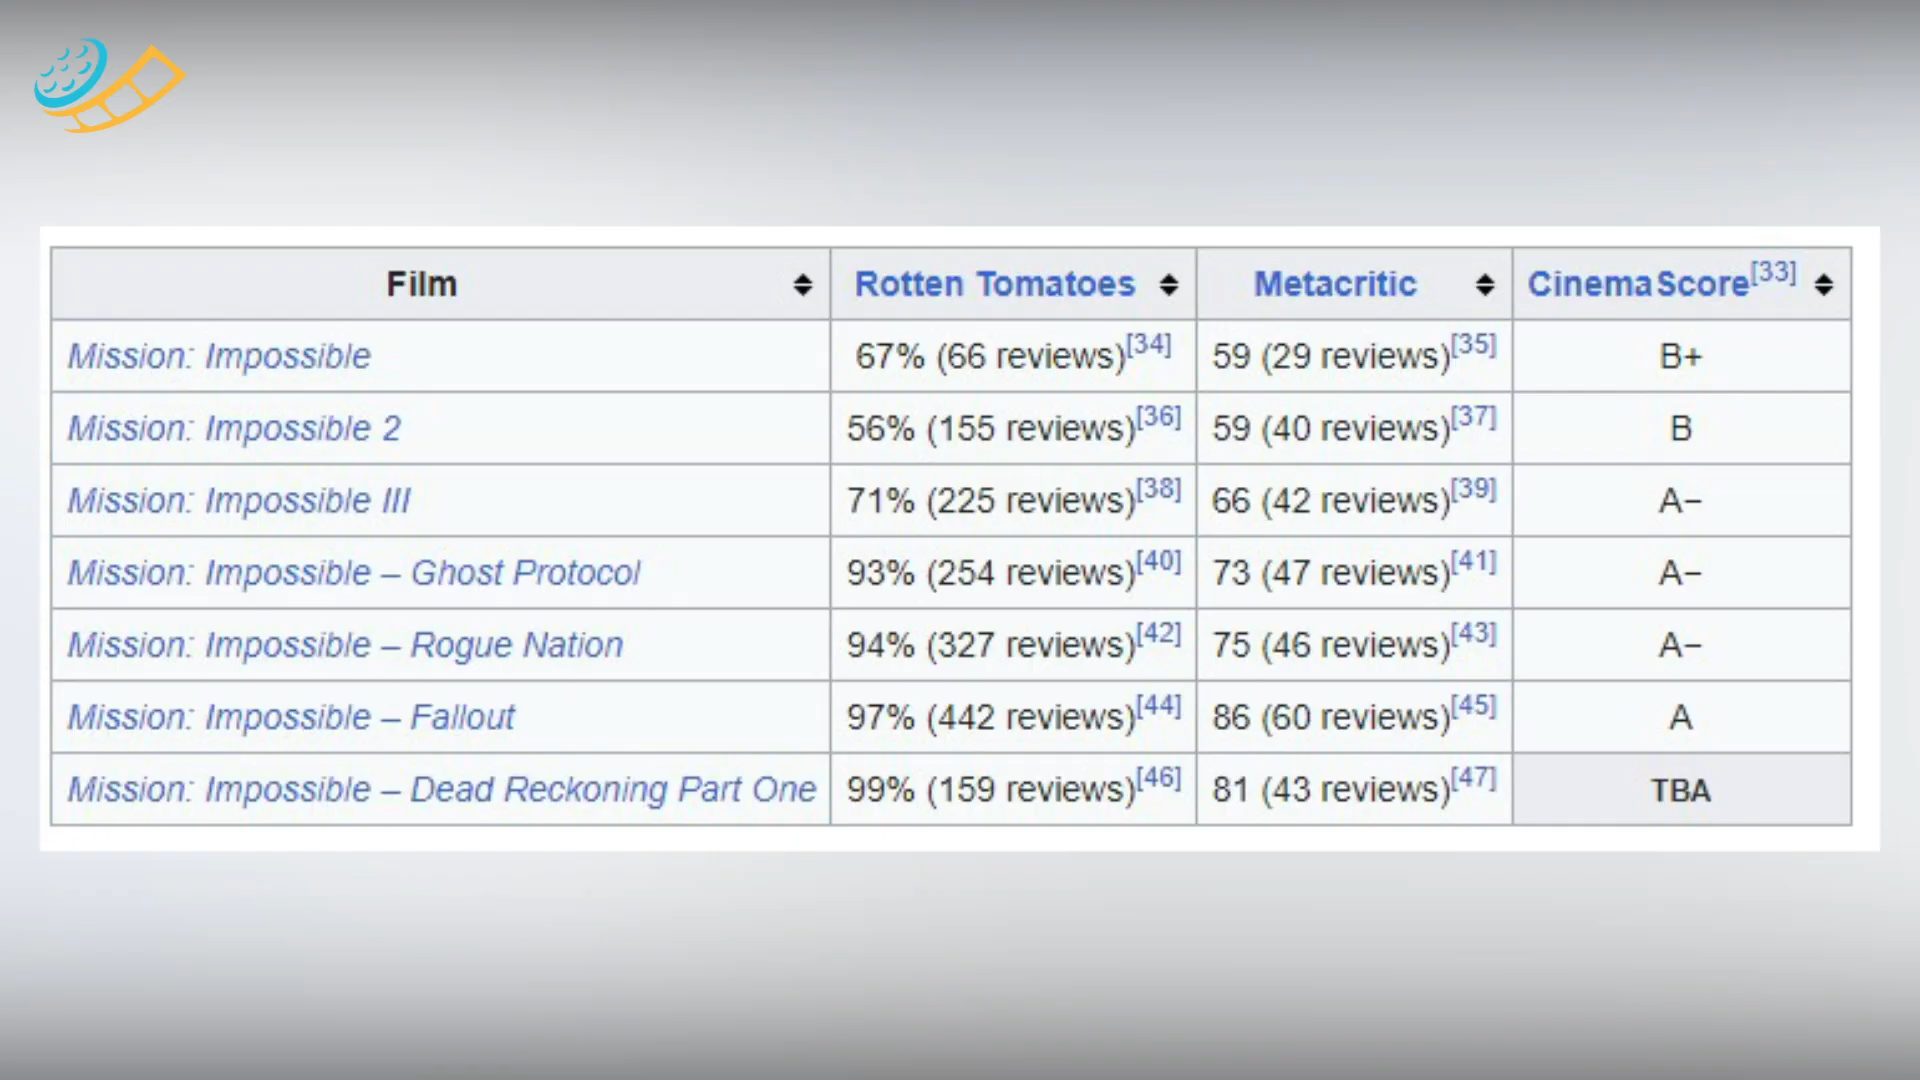 Film Rotten Tomatoes Metacritic CinemaScore[33]
Mission: Impossible 67% (66 reviews)[34] 59 (29 reviews)[35] B+
Mission: Impossible 2 56% (155 reviews)[36] 59 (40 reviews)[37] B
Mission: Impossible III 71% (225 reviews)[38] 66 (42 reviews)[39] A−
Mission: Impossible – Ghost Protocol 93% (254 reviews)[40] 73 (47 reviews)[41] A−
Mission: Impossible – Rogue Nation 94% (327 reviews)[42] 75 (46 reviews)[43] A−
Mission: Impossible – Fallout 97% (442 reviews)[44] 86 (60 reviews)[45] A
Mission: Impossible – Dead Reckoning Part One 99% (159 reviews)[46] 81 (43 reviews)[47] TBA